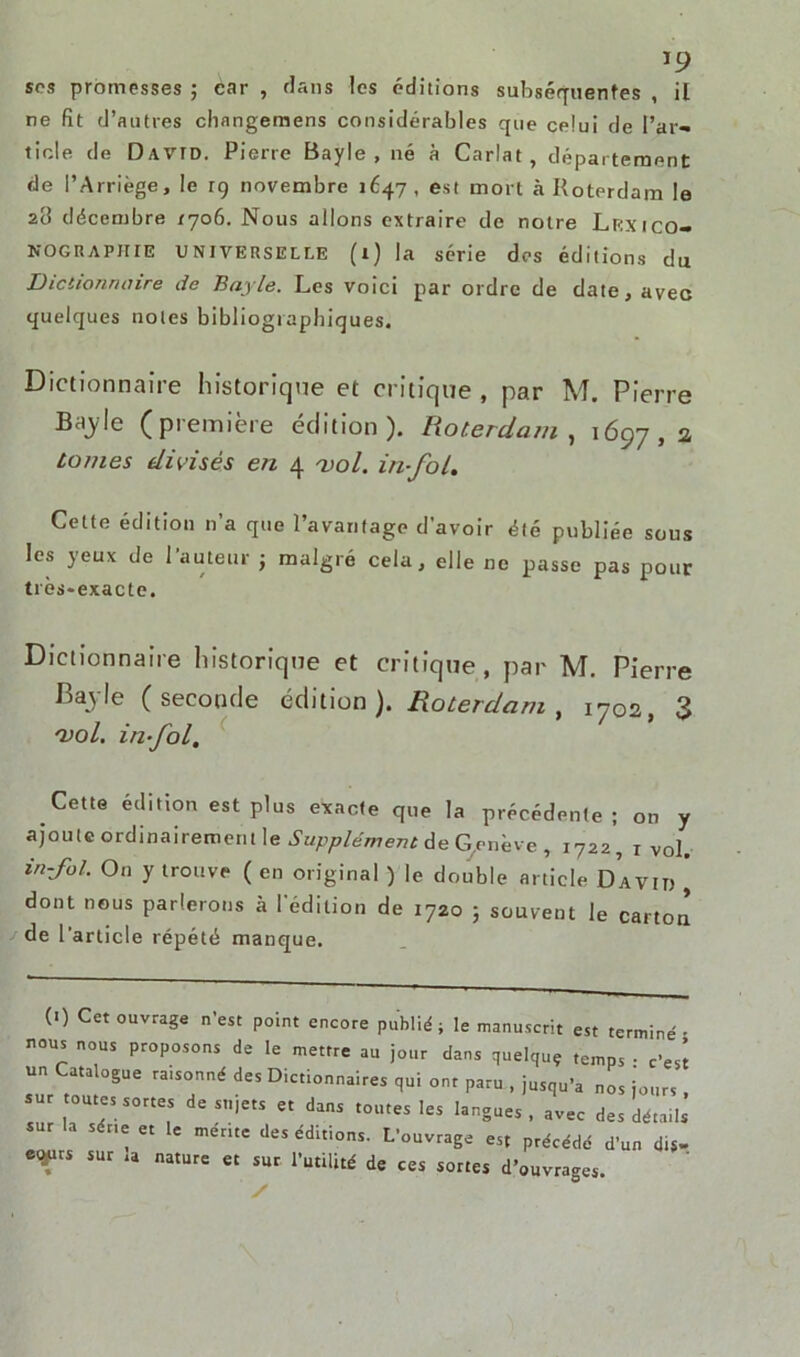 19
ses promesses ; car , dans les éditions subséquentes , il
ne fit d'autres changemens considérables que celui de l'ar-
ticle de DAVID. Pierre Bayle , né à Carlat , département
de l'Arriège, le 19 novembre 1647 , est mort à Roterdam le
28 décembre 1706. Nous allons extraire de notre LEXICO-
NOGRAPHIE UNIVERSELLE (1) la série des éditions du
Dictionnaire de Bayle. Les voici par ordre de date, avec
quelques notes bibliographiques.
Dictionnaire historique et critique , par M. Pierre
Bayle (première édition ). Roterdam , 1697 , 2
tomes divisés en 4 vol. in-fol.
Cette édition n'a que l'avantage d'avoir été publiée sous
les yeux de l'auteur ; malgré cela, elle ne passe pas pour
très-exacte.
Dictionnaire historique et critique , par M. Pierre
Bayle ( seconde édition ). Roterdam , 1702, 3
vol. in-fol.
Cette édition est plus exacte que la précédente ; on y
ajoute ordinairement le Supplément de Genève , 1722, 1 vol.
in-fol. On y trouve ( en original ) le double article DAVID ,
dont nous parlerons à l'édition de 1720 ; souvent le carton
de l'article répété manque.
(1) Cet ouvrage n'est point encore publié ; le manuscrit est terminé ;
nous nous proposons de le mettre au jour dans quelque temps : c'est
un Catalogue raisonné des Dictionnaires qui ont paru , jusqu'a nos jours ,
sur toutes sortes de sujets et dans toutes les langues , avec des détails
sur la série et le mérite des éditions. L'ouvrage est précédé d'un dis-
cours sur la nature et sur l'utilité de ces sortes d'ouvrages.